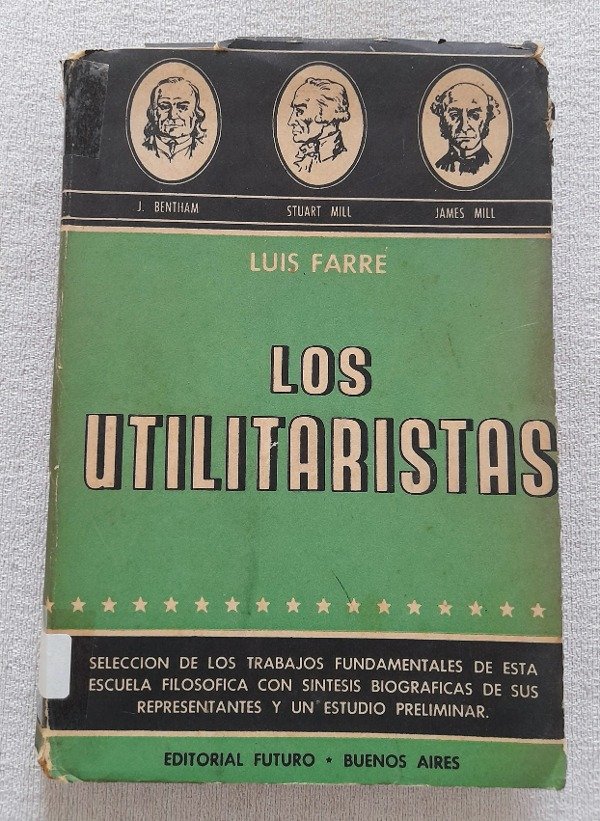 J. BENTHAM STUART MILL JAMES MILL
LUIS FARRÉ
LOS
UTILITARISTAS
SELECCION DE LOS TRABAJOS FUNDAMENTALES DE ESTA
ESCUELA FILOSOFICA CON SINTESIS BIOGRAFICAS DE SUS
REPRESENTANTES Y UN ESTUDIO PRELIMINAR.
EDITORIAL FUTURO ★ BUENOS AIRES